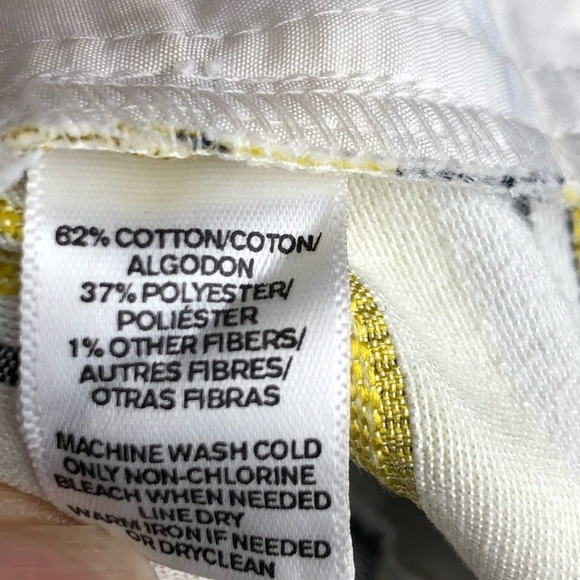 62% COTTON/COTON/
ALGODON
37% POLYESTER/
POLIÉSTER
1% OTHER FIBERS/
AUTRES FIBRES/
OTRAS FIBRAS
MACHINE WASH COLD
ONLY NON-CHLORINE
BLEACH WHEN NEEDED
LINE DRY
WARM IRON IF NEEDED
OR DRYCLEAN